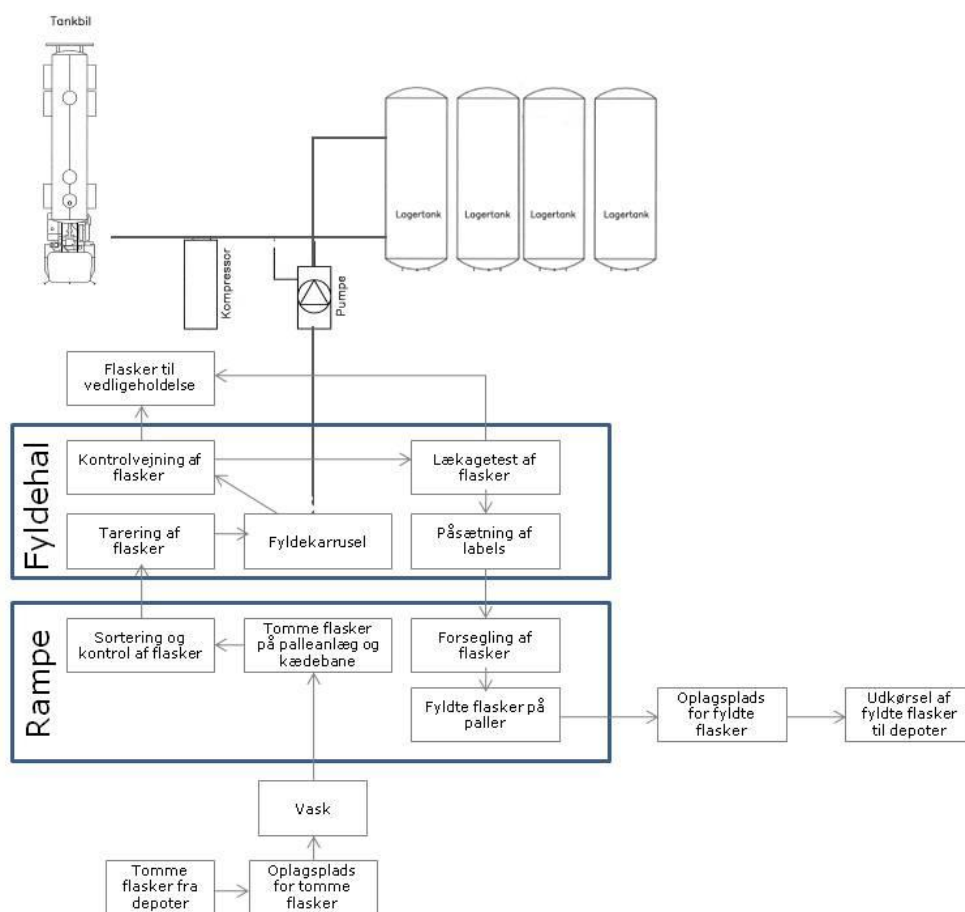 Tankbil
Lagertank
Lagertank
Lagertank
Lagertank
Kompressor
Pumpe
Flasker til
vedligeholdelse
Fyldehal
Kontrolvejning af
flasker
Lækagetest af
flasker
Tarering af
flasker
Fyldekarrusel
Påsætning af
labels
Rampe
Sortering og
kontrol af flasker
Tomme flasker
på palleanlæg og
kædebane
Forsegling af
flasker
Fyldte flasker på
paller
Oplagsplads
for fyldte
flasker
Udkørsel af
fyldte flasker
til depoter
Vask
Tomme
flasker fra
depoter
Oplagsplads
for tomme
flasker